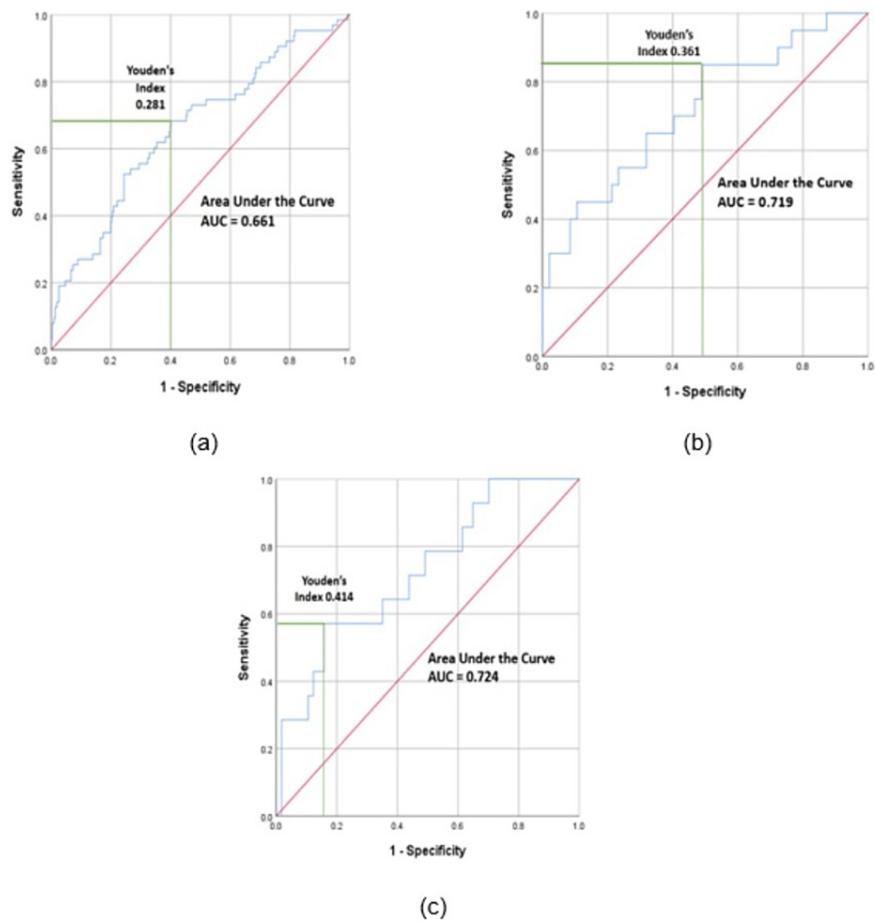 1.0
0.8
0.6
0.4
0.2
0.0
Sensitivity
Youden's
Index
0.281
Area Under the Curve
AUC = 0.661
0.0 0.2 0.4 0.6 0.8 1.0
1 - Specificity
(a)
1.0
0.8
0.6
0.4
0.2
0.0
Sensitivity
Youden's
Index 0.361
Area Under the Curve
AUC = 0.719
0.0 0.2 0.4 0.6 0.8 1.0
1 - Specificity
(b)
1.0
0.8
0.6
0.4
0.2
0.0
Sensitivity
Youden's
Index 0.414
Area Under the Curve
AUC = 0.724
0.0 0.2 0.4 0.6 0.8 1.0
1 - Specificity
(c)